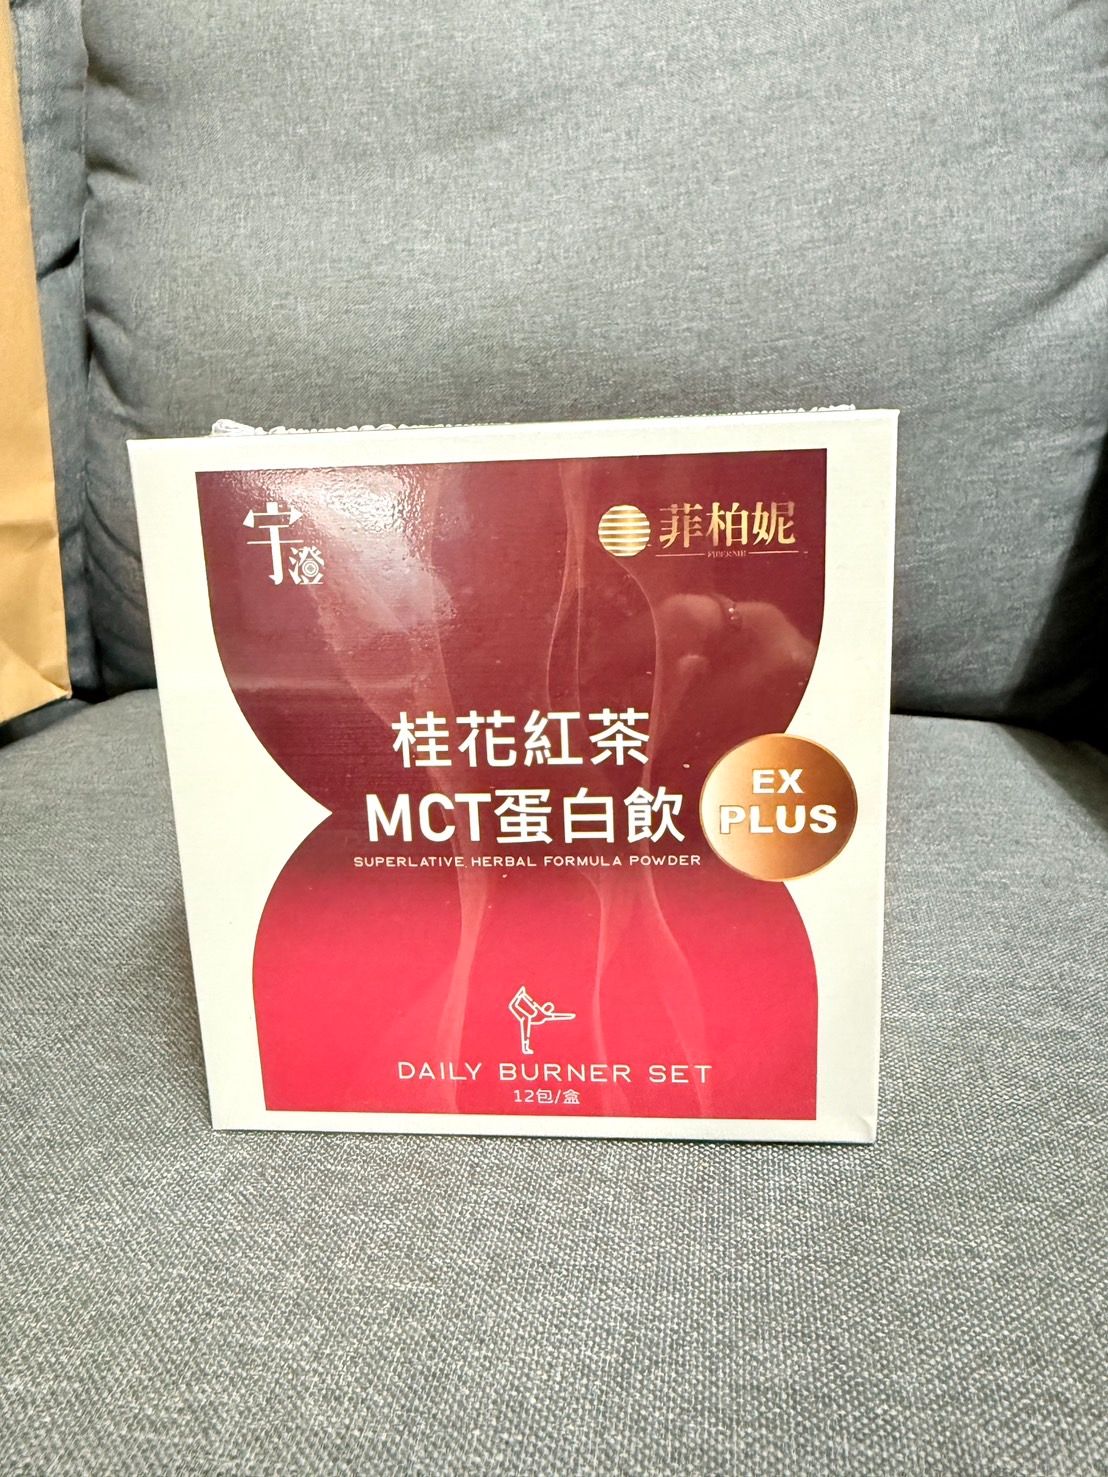 宇澄
菲柏妮
FIBERNIE
桂花紅茶
MCT蛋白飲
EX
PLUS
SUPERLATIVE HERBAL FORMULA POWDER
DAILY BURNER SET
12包/盒